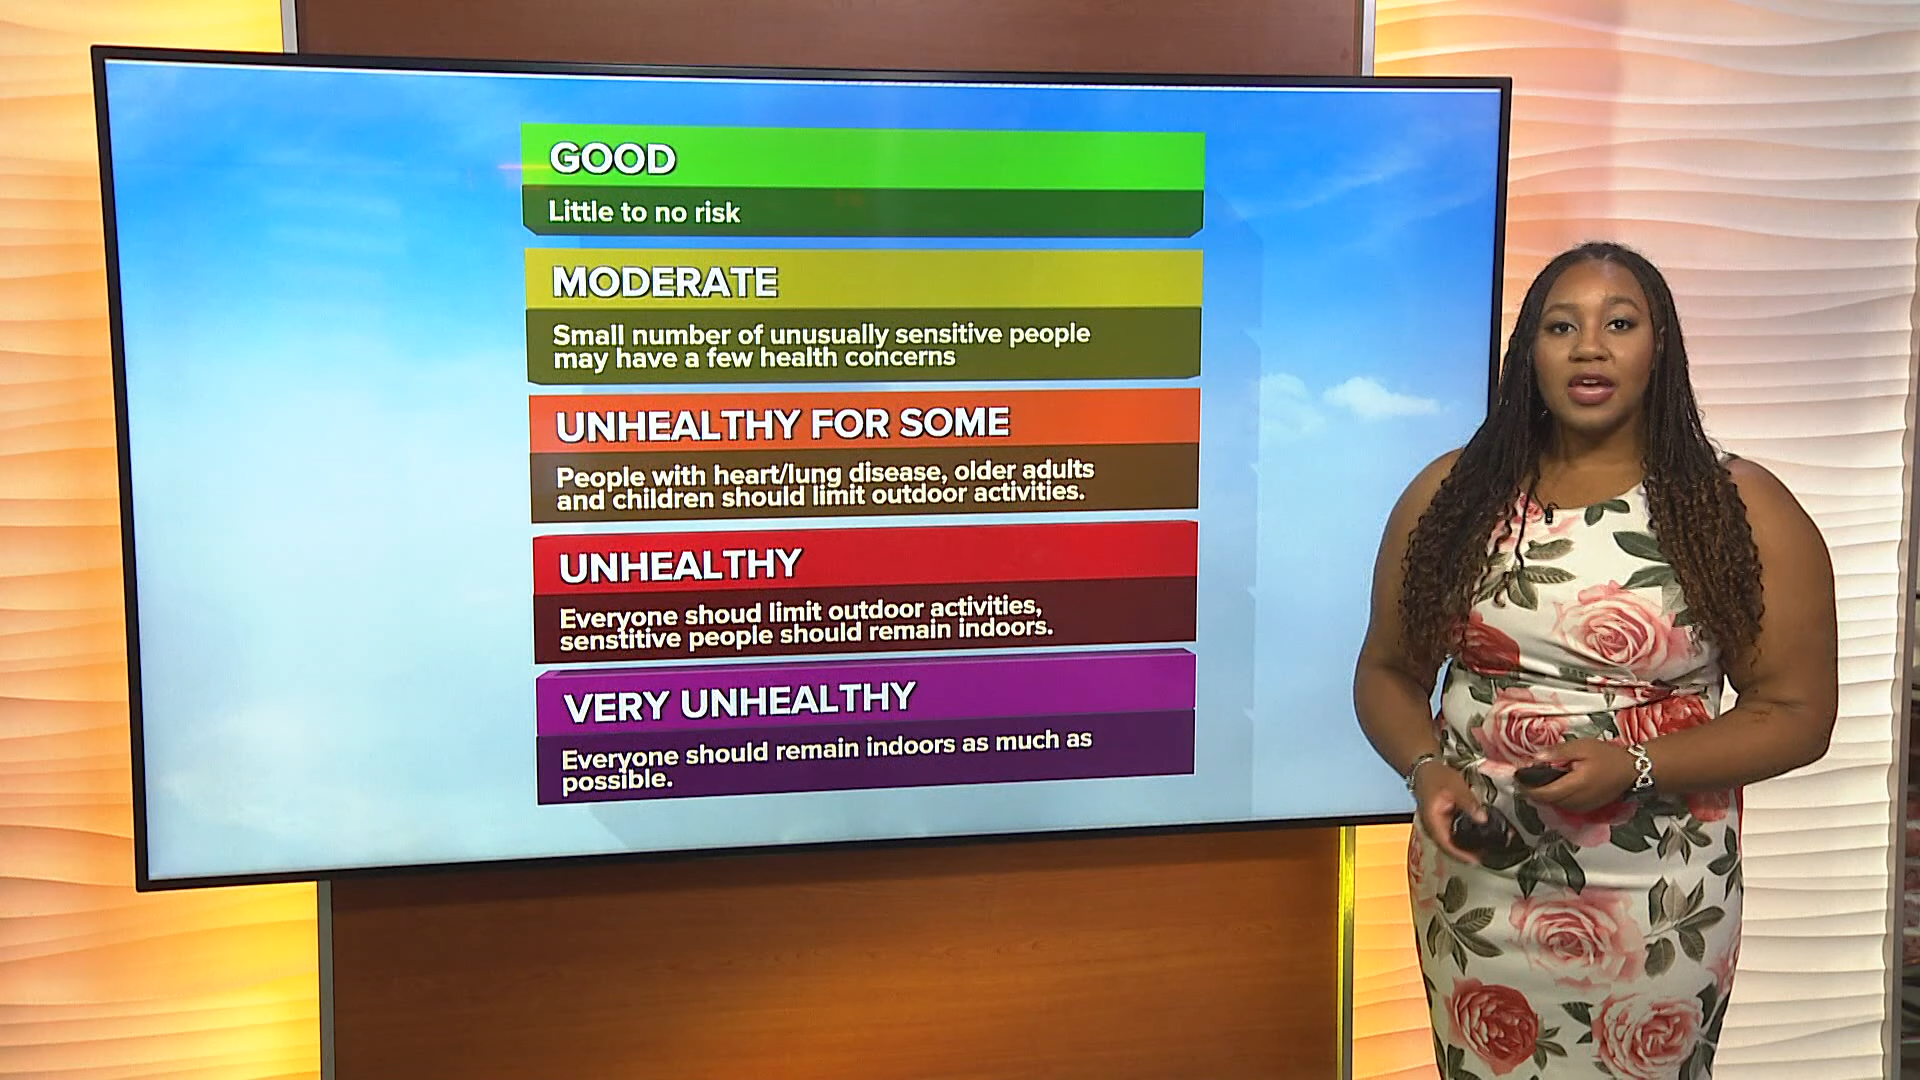 GOOD
Little to no risk
MODERATE
Small number of unusually sensitive people
may have a few health concerns
UNHEALTHY FOR SOME
People with heart/lung disease, older adults
and children should limit outdoor activities.
UNHEALTHY
Everyone shoud limit outdoor activities,
senstitive people should remain indoors.
VERY UNHEALTHY
Everyone should remain indoors as much as
possible.